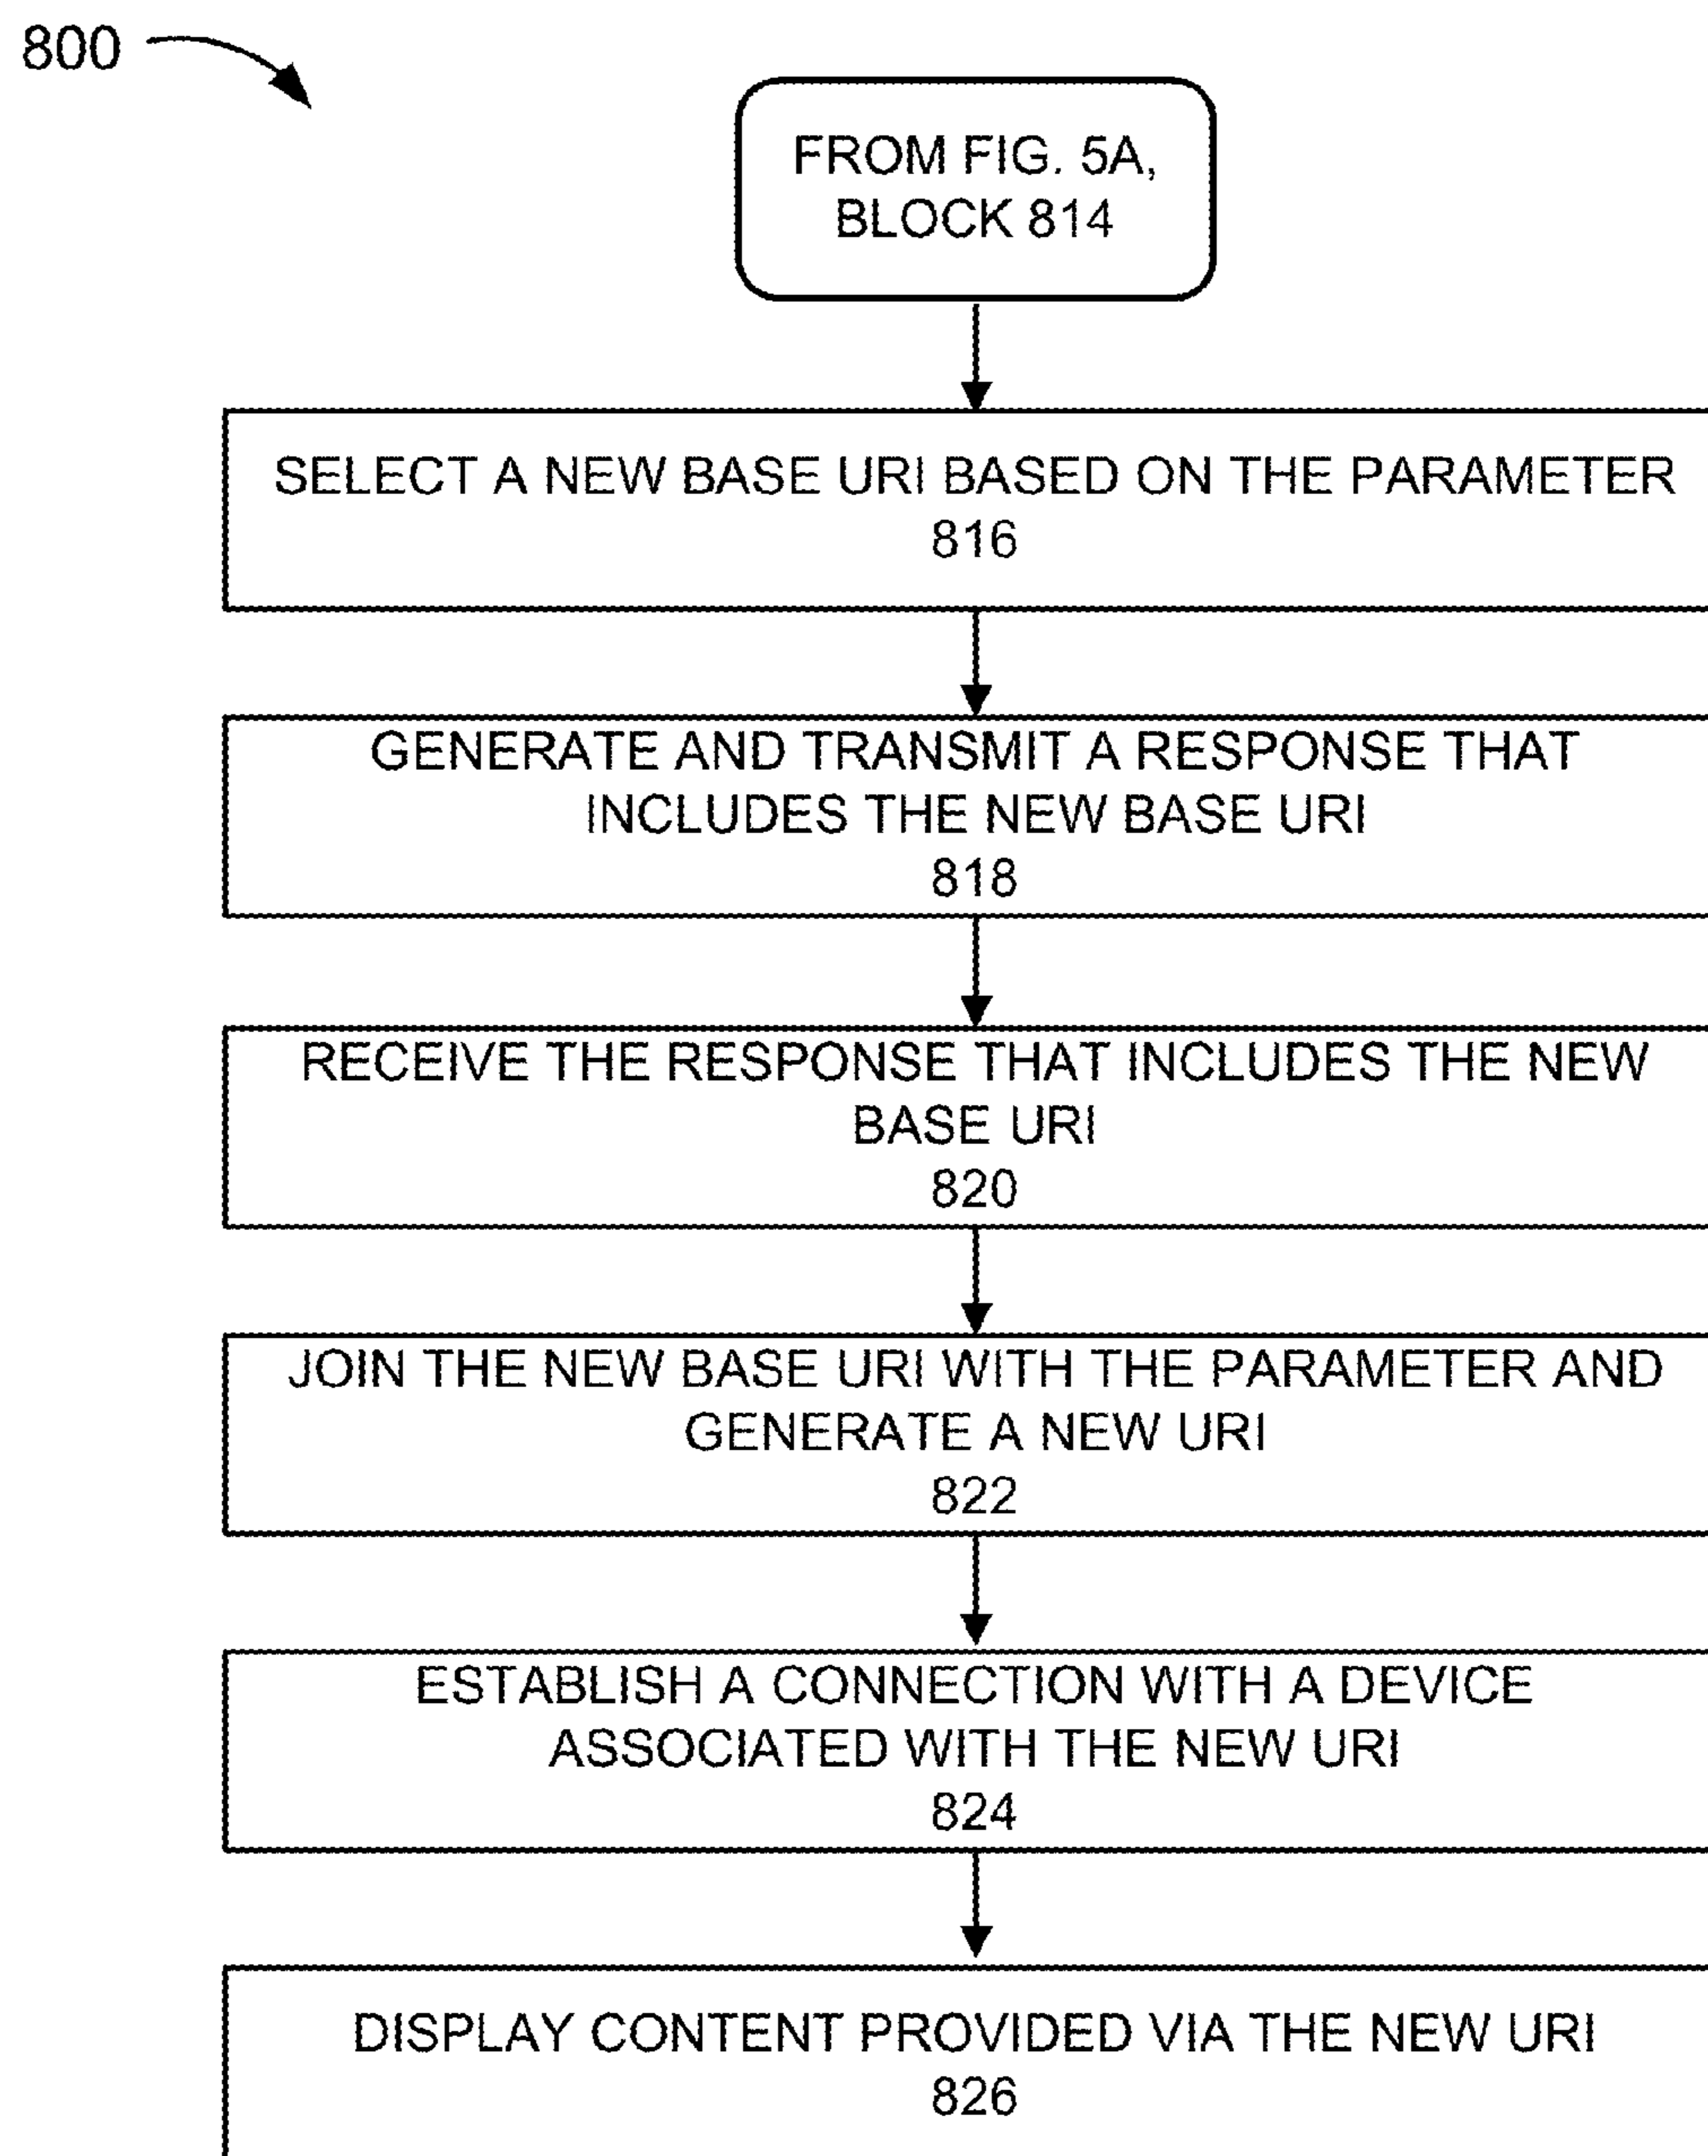 800
FROM FIG. 5A,
BLOCK 814
SELECT A NEW BASE URI BASED ON THE PARAMETER
816
GENERATE AND TRANSMIT A RESPONSE THAT
INCLUDES THE NEW BASE URI
818
RECEIVE THE RESPONSE THAT INCLUDES THE NEW
BASE URI
820
JOIN THE NEW BASE URI WITH THE PARAMETER AND
GENERATE A NEW URI
822
ESTABLISH A CONNECTION WITH A DEVICE
ASSOCIATED WITH THE NEW URI
824
DISPLAY CONTENT PROVIDED VIA THE NEW URI
826